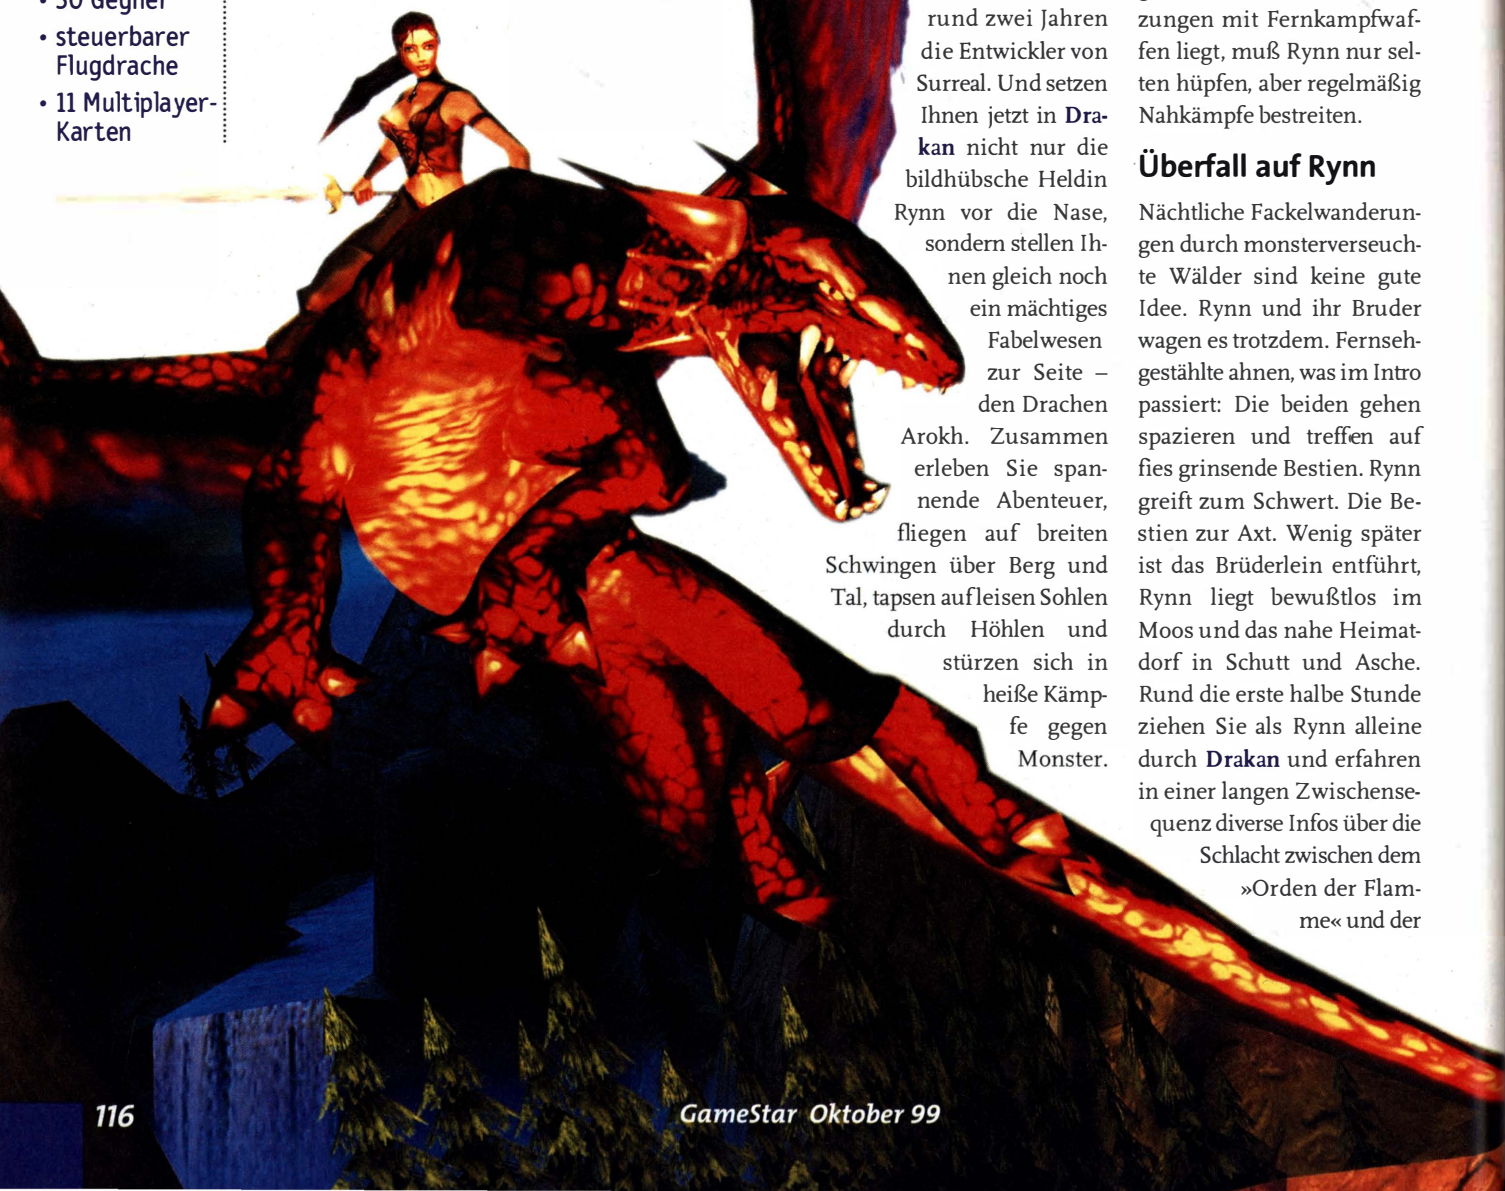 • 50 Gegner
• steuerbarer
Flugdrache
• 11 Multiplayer-
Karten
rund zwei Jahren
die Entwickler von
Surreal. Und setzen
Ihnen jetzt in Dra-
kan nicht nur die
bildhübsche Heldin
Rynn vor die Nase,
sondern stellen Ih-
nen gleich noch
ein mächtiges
Fabelwesen
zur Seite –
den Drachen
Arokh. Zusammen
erleben Sie span-
nende Abenteuer,
fliegen auf breiten
Schwingen über Berg und
Tal, tapsen auf leisen Sohlen
durch Höhlen und
stürzen sich in
heiße Kämp-
fe gegen
Monster.
zungen mit Fernkampfwaf-
fen liegt, muß Rynn nur sel-
ten hüpfen, aber regelmäßig
Nahkämpfe bestreiten.
Überfall auf Rynn
Nächtliche Fackelwanderun-
gen durch monsterverseuch-
te Wälder sind keine gute
Idee. Rynn und ihr Bruder
wagen es trotzdem. Fernseh-
gestählte ahnen, was im Intro
passiert: Die beiden gehen
spazieren und treffen auf
fies grinsende Bestien. Rynn
greift zum Schwert. Die Be-
stien zur Axt. Wenig später
ist das Brüderlein entführt,
Rynn liegt bewußtlos im
Moos und das nahe Heimat-
dorf in Schutt und Asche.
Rund die erste halbe Stunde
ziehen Sie als Rynn alleine
durch Drakan und erfahren
in einer langen Zwischense-
quenz diverse Infos über die
Schlacht zwischen dem
»Orden der Flam-
me« und der
116
GameStar Oktober 99